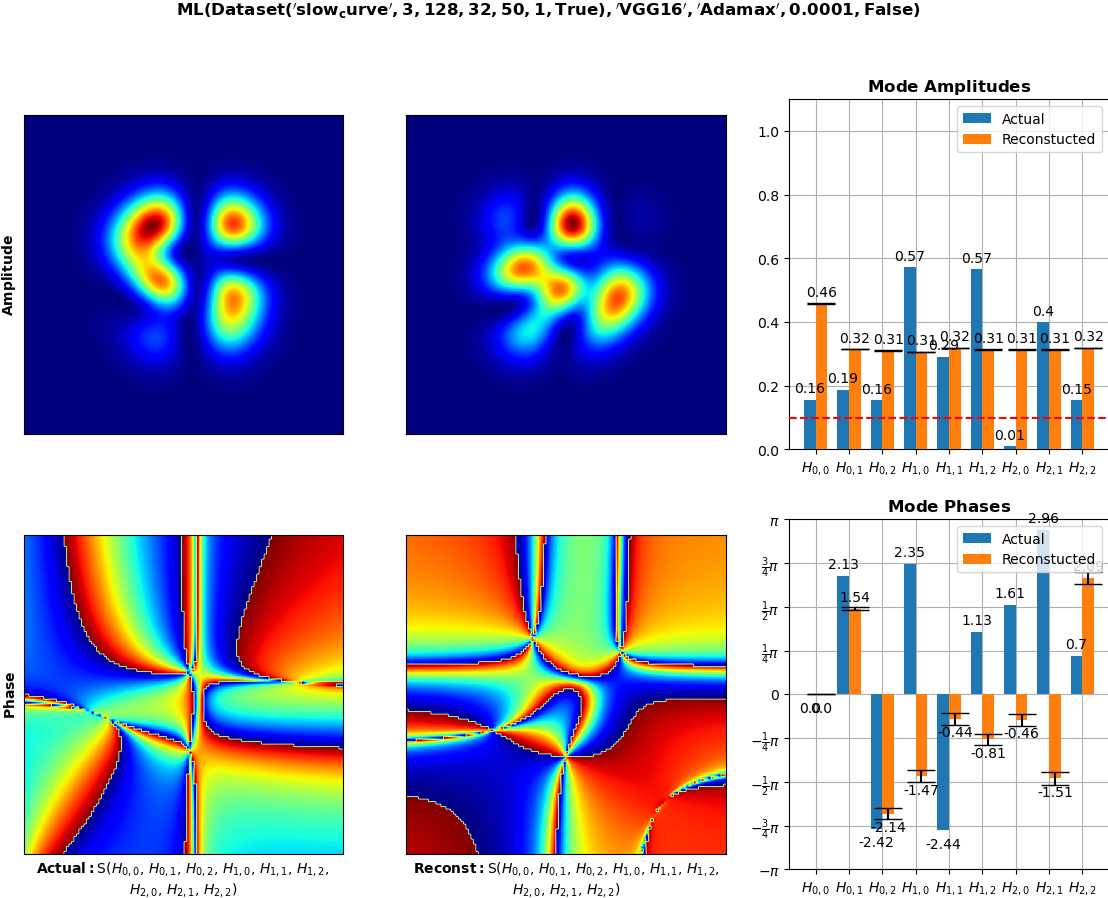 ML(Dataset('slow_curve', 3, 128, 32, 50, 1, True), 'VGG16', 'Adamax', 0.0001, False)
Amplitude
Mode Amplitudes
Actual
Reconstucted
1.0
0.8
0.6
0.4
0.2
0.0
0.16 0.46 0.19 0.32 0.16 0.31 0.57 0.31 0.29 0.32 0.57 0.31 0.01 0.31 0.4 0.31 0.15 0.32
H0,0 H0,1 H0,2 H1,0 H1,1 H1,2 H2,0 H2,1 H2,2
Phase
Mode Phases
Actual
Reconstucted
π
3/4π
1/2π
1/4π
0
−1/4π
−1/2π
−3/4π
−π
0.0 0.0 2.13 1.54 -2.42 -2.14 2.35 -1.47 -2.44 -0.44 1.13 -0.81 1.61 -0.46 2.96 -1.51 0.7
H0,0 H0,1 H0,2 H1,0 H1,1 H1,2 H2,0 H2,1 H2,2
Actual: S(H0,0, H0,1, H0,2, H1,0, H1,1, H1,2,
H2,0, H2,1, H2,2)
Reconst: S(H0,0, H0,1, H0,2, H1,0, H1,1, H1,2,
H2,0, H2,1, H2,2)